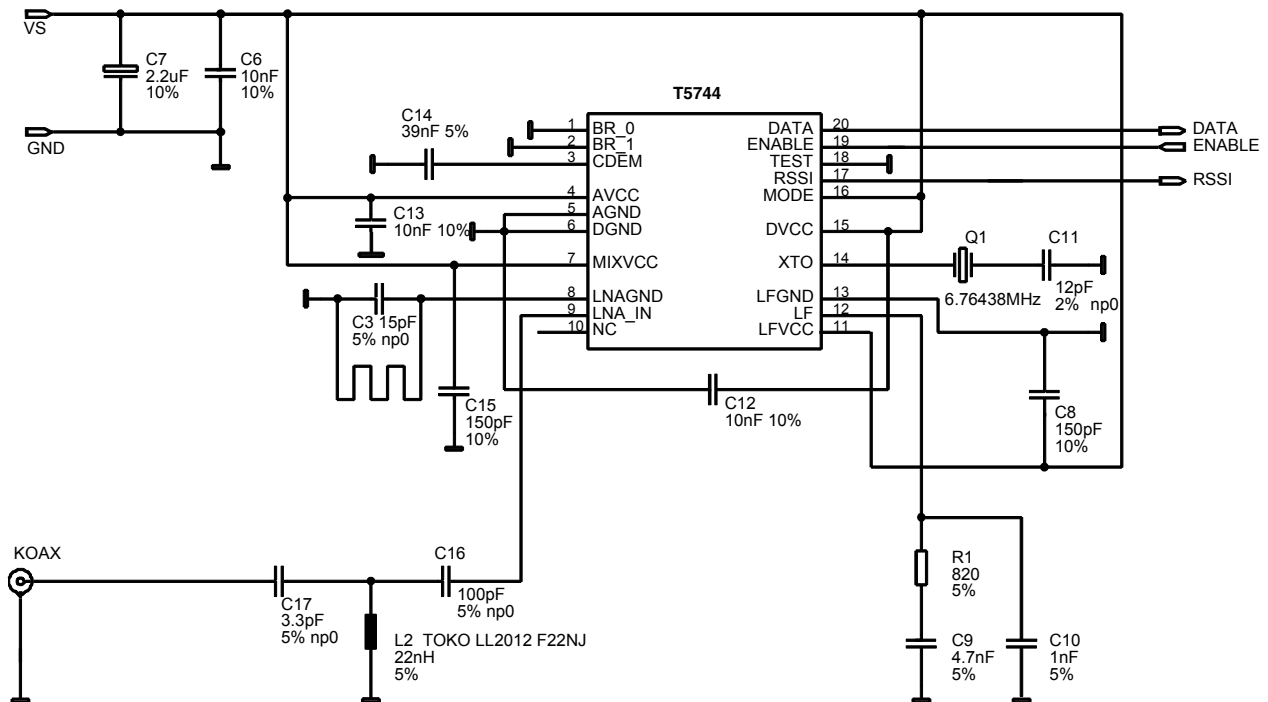 VS
C7
2.2uF
10%
C6
10nF
10%
GND
T5744
C14
39nF 5%
1 BR_0
2 BR_1
3 CDEM
4 AVCC
5 AGND
6 DGND
7 MIXVCC
8 LNAGND
9 LNA_IN
10 NC
DATA 20
ENABLE 19
TEST 18
RSSI 17
MODE 16
DVCC 15
XTO 14
LFGND 13
LF 12
LFVCC 11
DATA
ENABLE
RSSI
C13
10nF 10%
Q1
6.76438MHz
C11
12pF
2% np0
C3 15pF
5% np0
C15
150pF
10%
C12
10nF 10%
C8
150pF
10%
KOAX
C17
3.3pF
5% np0
C16
100pF
5% np0
L2 TOKO LL2012 F22NJ
22nH
5%
R1
820
5%
C9
4.7nF
5%
C10
1nF
5%